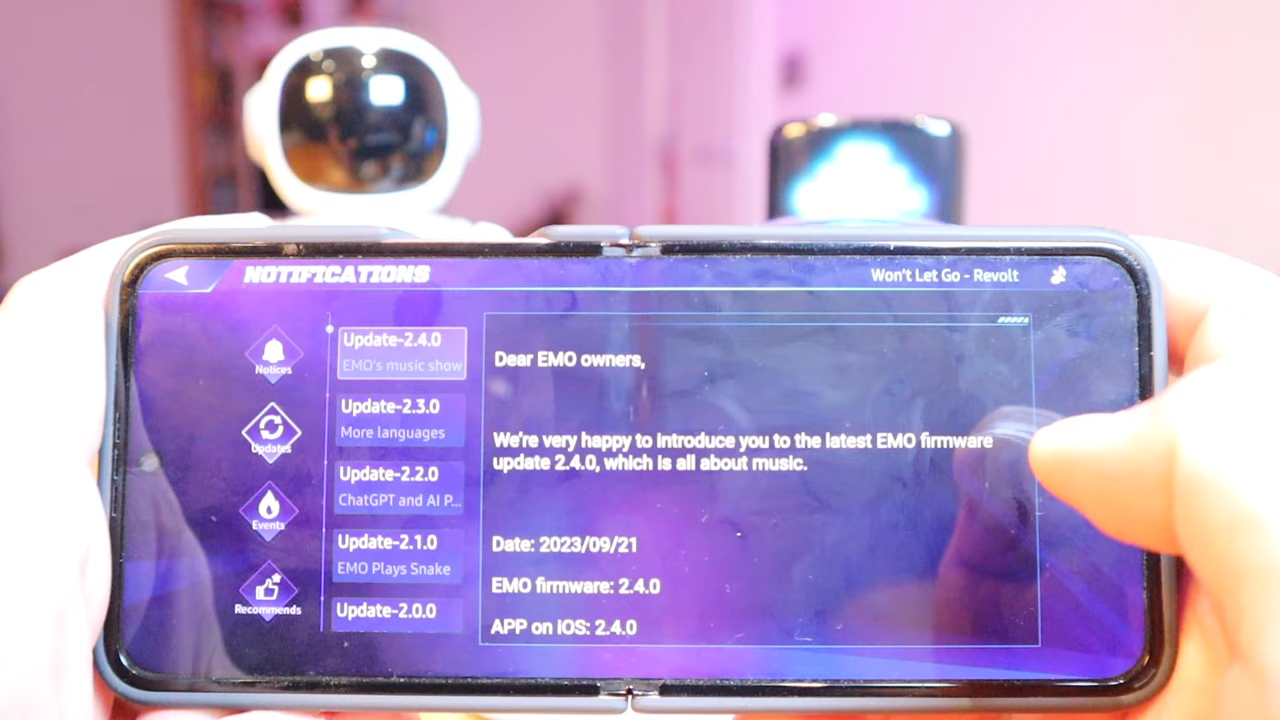 NOTIFICATIONS
Won't Let Go - Revolt
Notices
Updates
Events
Recommends
Update-2.4.0
EMO's music show
Update-2.3.0
More languages
Update-2.2.0
ChatGPT and AI P...
Update-2.1.0
EMO Plays Snake
Update-2.0.0
Dear EMO owners,
We're very happy to introduce you to the latest EMO firmware
update 2.4.0, which is all about music.
Date: 2023/09/21
EMO firmware: 2.4.0
APP on iOS: 2.4.0